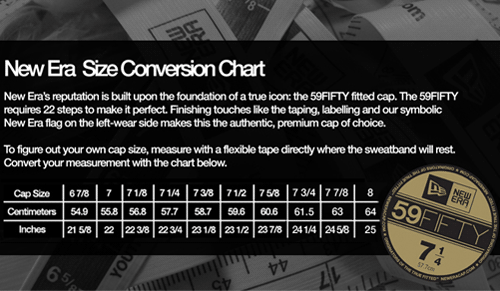 New Era Size Conversion Chart
New Era's reputation is built upon the foundation of a true icon: the 59FIFTY fitted cap. The 59FIFTY
requires 22 steps to make it perfect. Finishing touches like the taping, labelling and our symbolic
New Era flag on the left-wear side makes this the authentic, premium cap of choice.
To figure out your own cap size, measure with a flexible tape directly where the sweatband will rest.
Convert your measurement with the chart below.
Cap Size 6 7/8 7 7 1/8 7 1/4 7 3/8 7 1/2 7 5/8 7 3/4 7 7/8 8
Centimeters 54.9 55.8 56.8 57.7 58.7 59.6 60.6 61.5 63 64
Inches 21 5/8 22 22 3/8 22 3/4 23 1/8 23 1/2 23 7/8 24 1/4 24 5/8 25
NEW ERA
59FIFTY
7 1/4